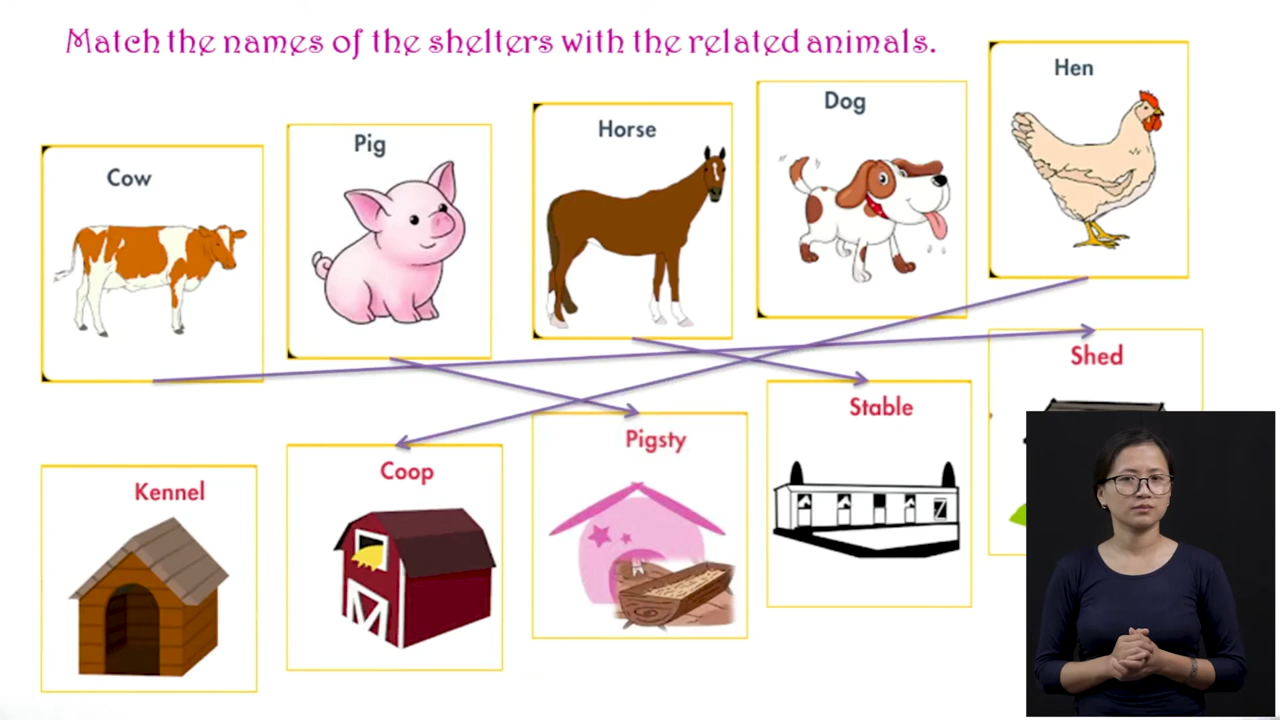 Match the names of the shelters with the related animals.
Cow
Pig
Horse
Dog
Hen
Kennel
Coop
Pigsty
Stable
Shed